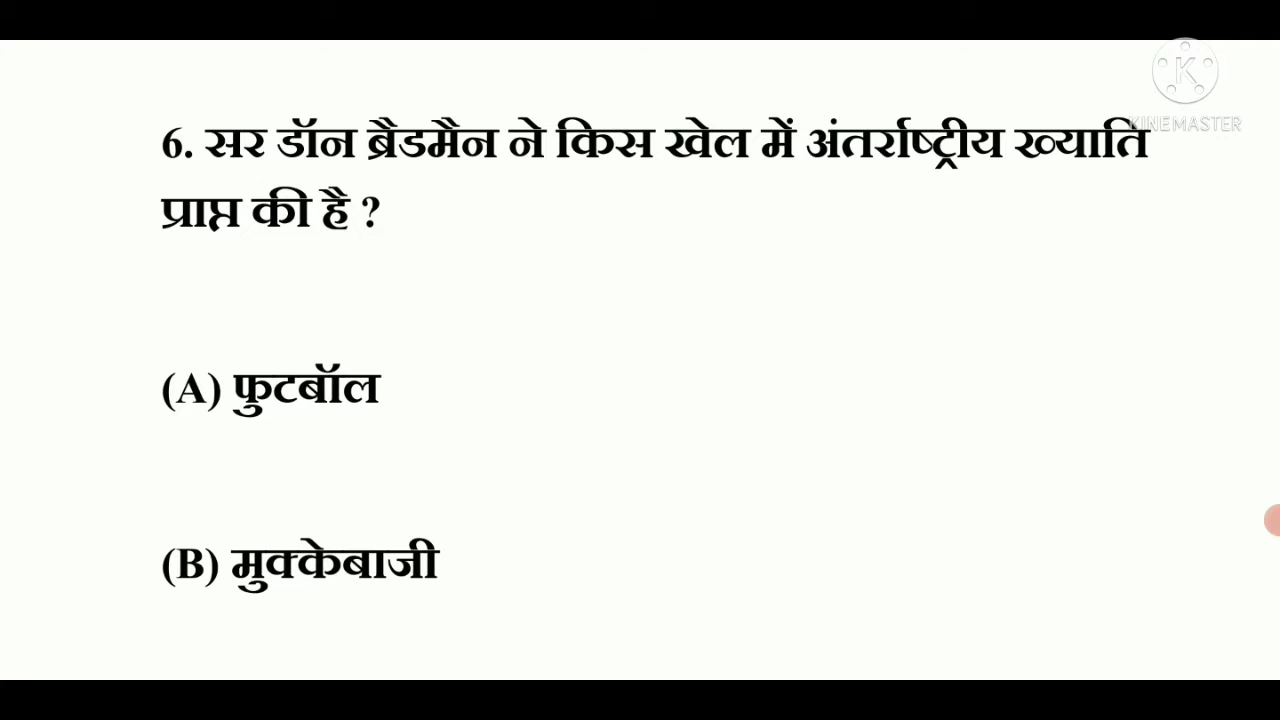 KINEMASTER
6. सर डॉन ब्रैडमैन ने किस खेल में अंतर्राष्ट्रीय ख्याति
प्राप्त की है ?
(A) फुटबॉल
(B) मुक्केबाजी